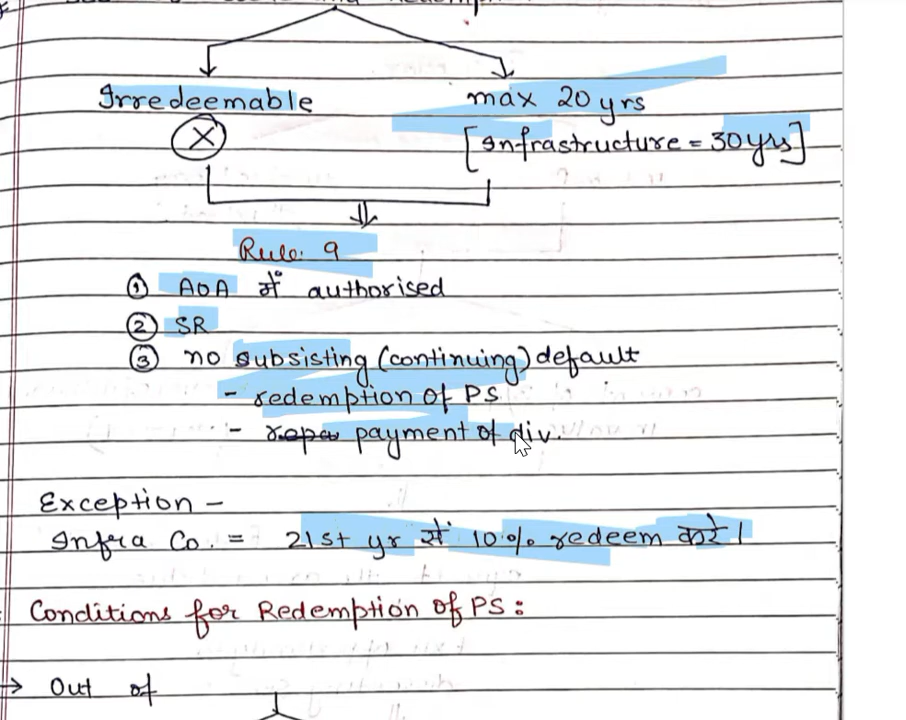 Irredeemable
max 20 yrs
X
[Infrastructure = 30 yrs]
Rule: 9
① AOA में authorised
② SR
③ no subsisting (continuing) default
- redemption of PS
- payment of div.
Exception -
Infra Co. = 21st yr से 10% redeem करे।
Conditions for Redemption of PS:
→ Out of